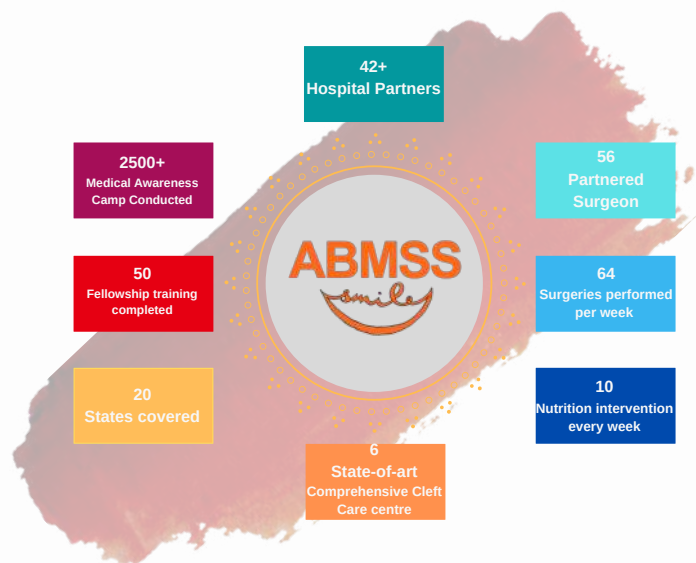 42+
Hospital Partners
2500+
Medical Awareness
Camp Conducted
56
Partnered
Surgeon
ABMSS
smile
50
Fellowship training
completed
64
Surgeries performed
per week
20
States covered
10
Nutrition intervention
every week
6
State-of-art
Comprehensive Cleft
Care centre